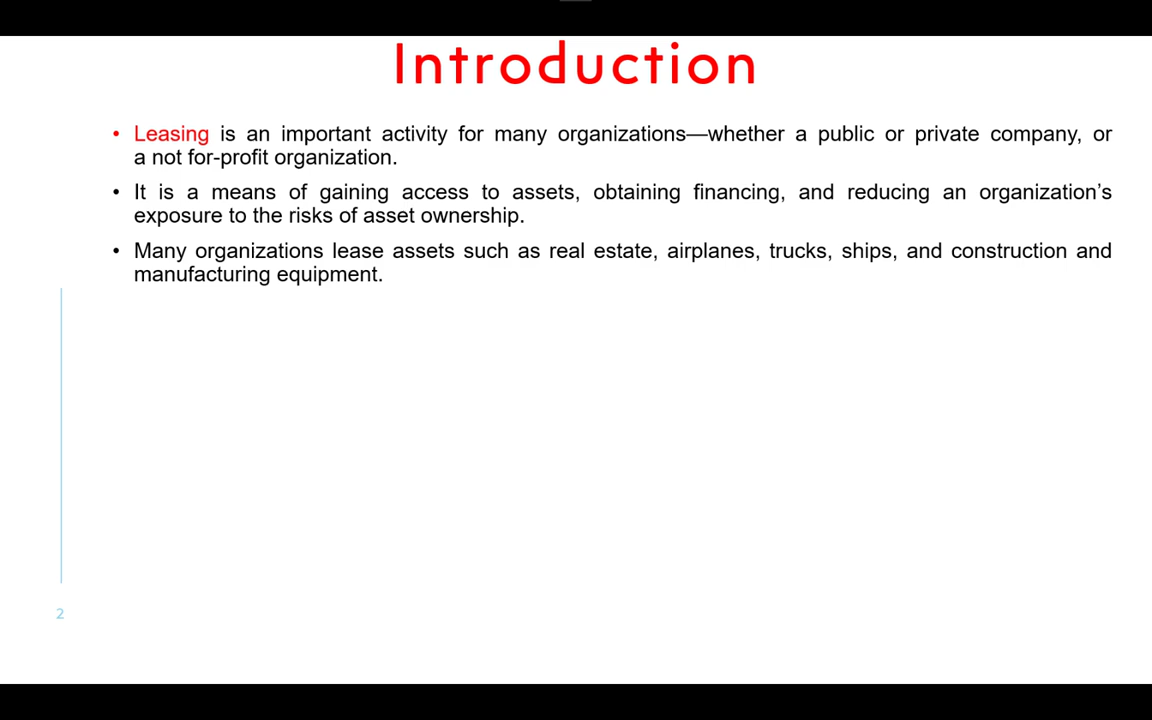 Introduction
• Leasing is an important activity for many organizations—whether a public or private company, or
a not for-profit organization.
• It is a means of gaining access to assets, obtaining financing, and reducing an organization’s
exposure to the risks of asset ownership.
• Many organizations lease assets such as real estate, airplanes, trucks, ships, and construction and
manufacturing equipment.
2